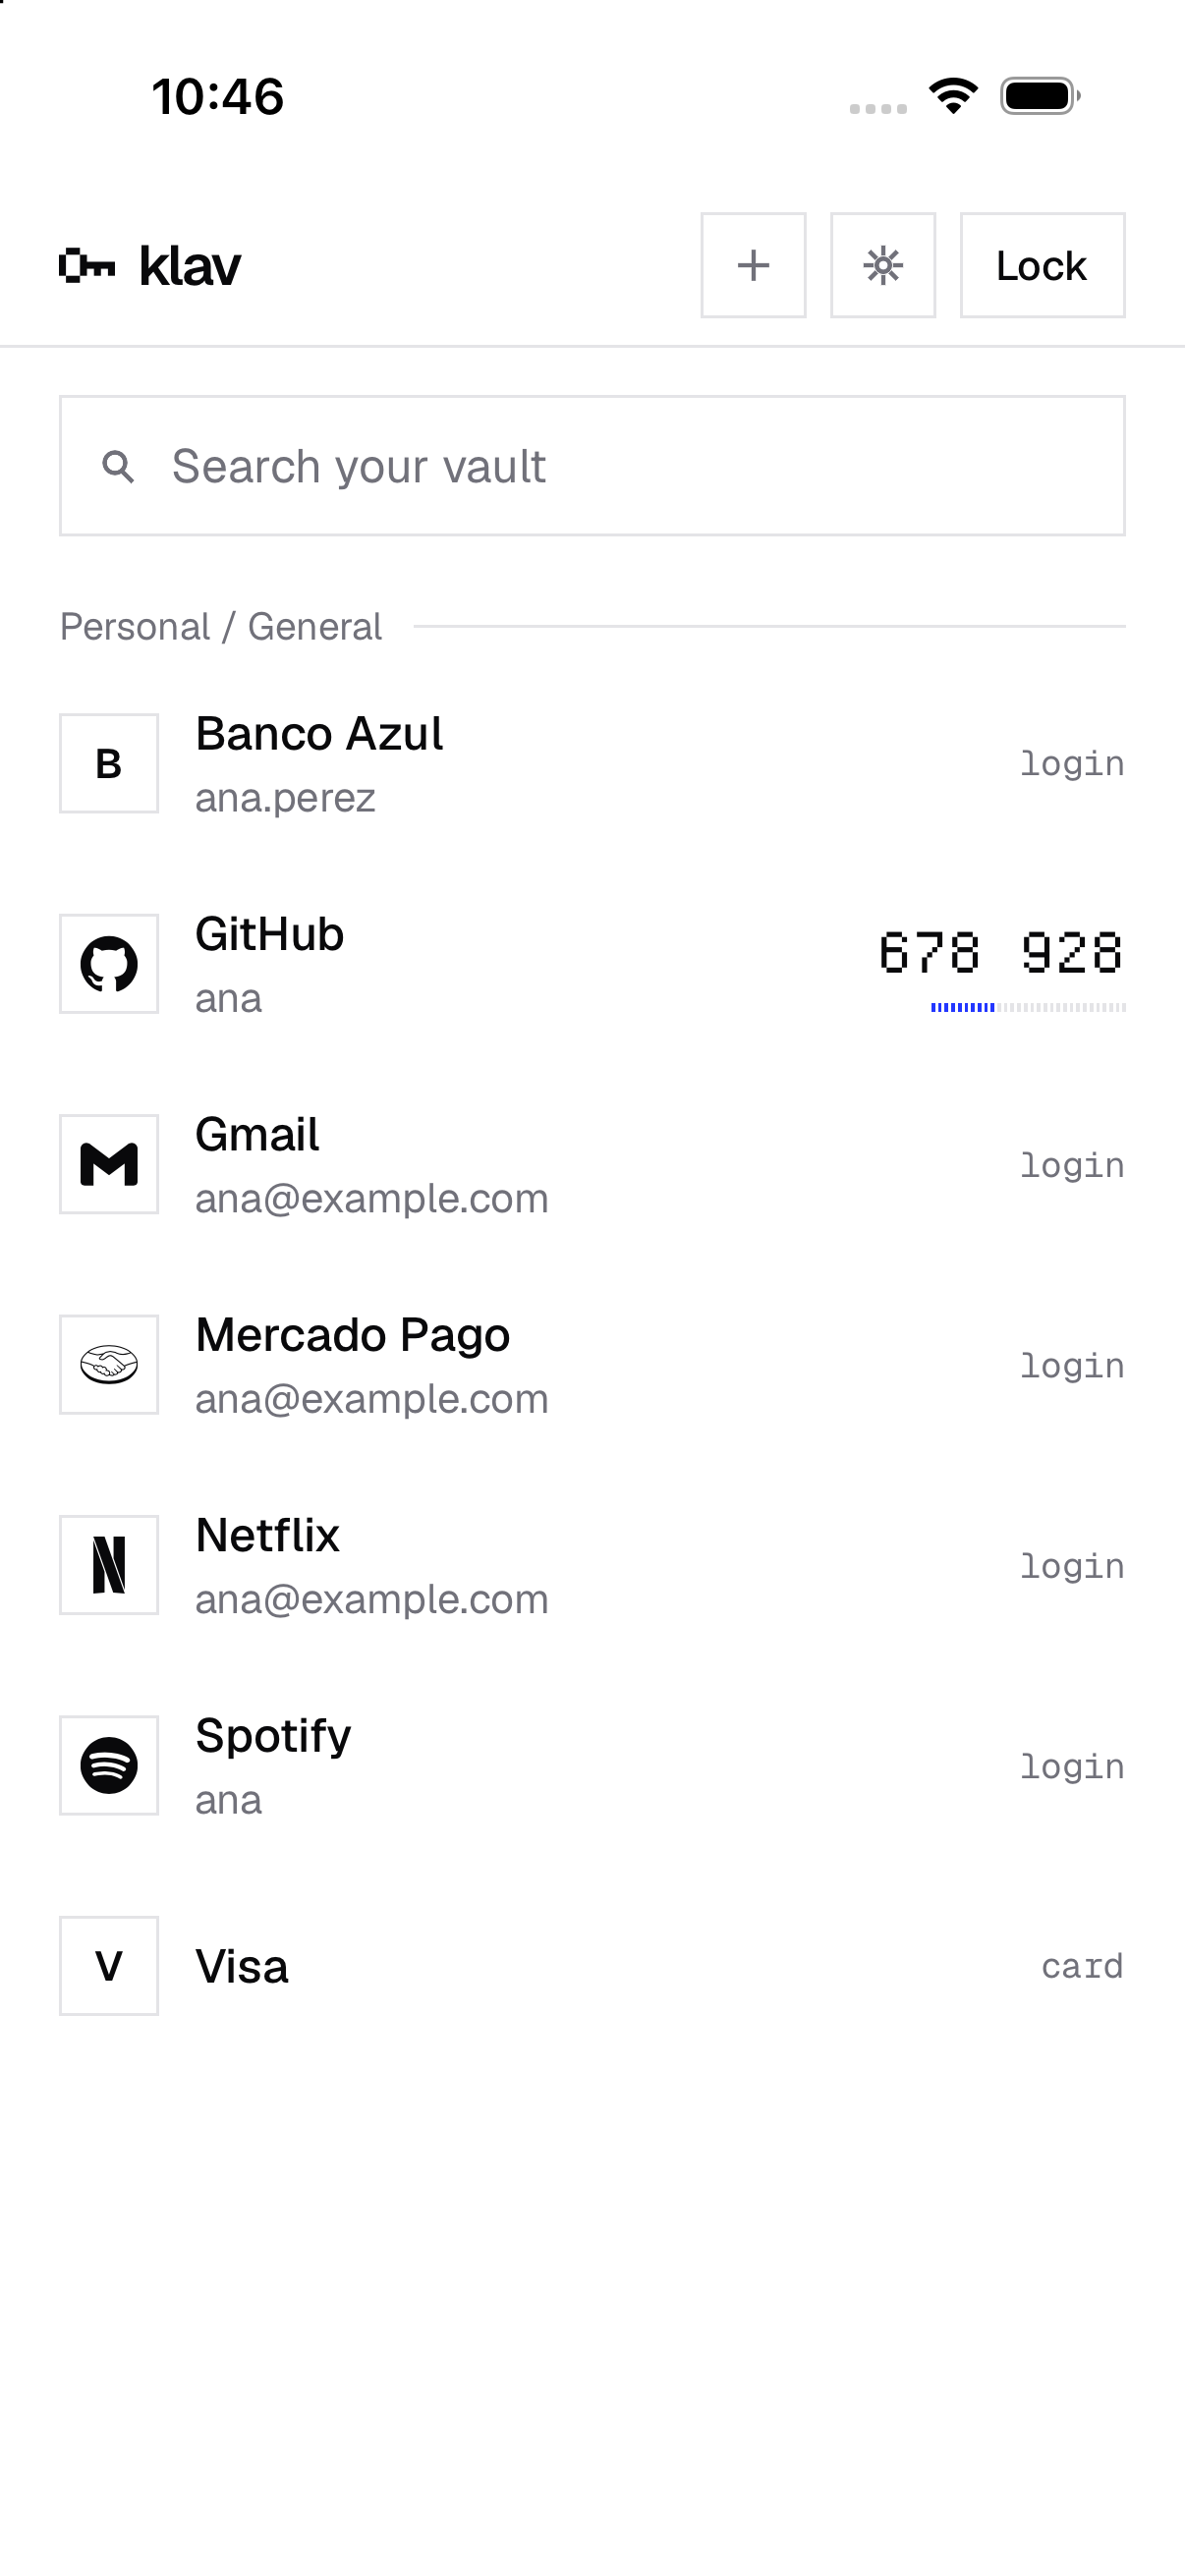 10:46
klav
Lock
Search your vault
Personal / General
B
Banco Azul
ana.perez
login
GitHub
ana
678 928
Gmail
ana@example.com
login
Mercado Pago
ana@example.com
login
Netflix
ana@example.com
login
Spotify
ana
login
V
Visa
card